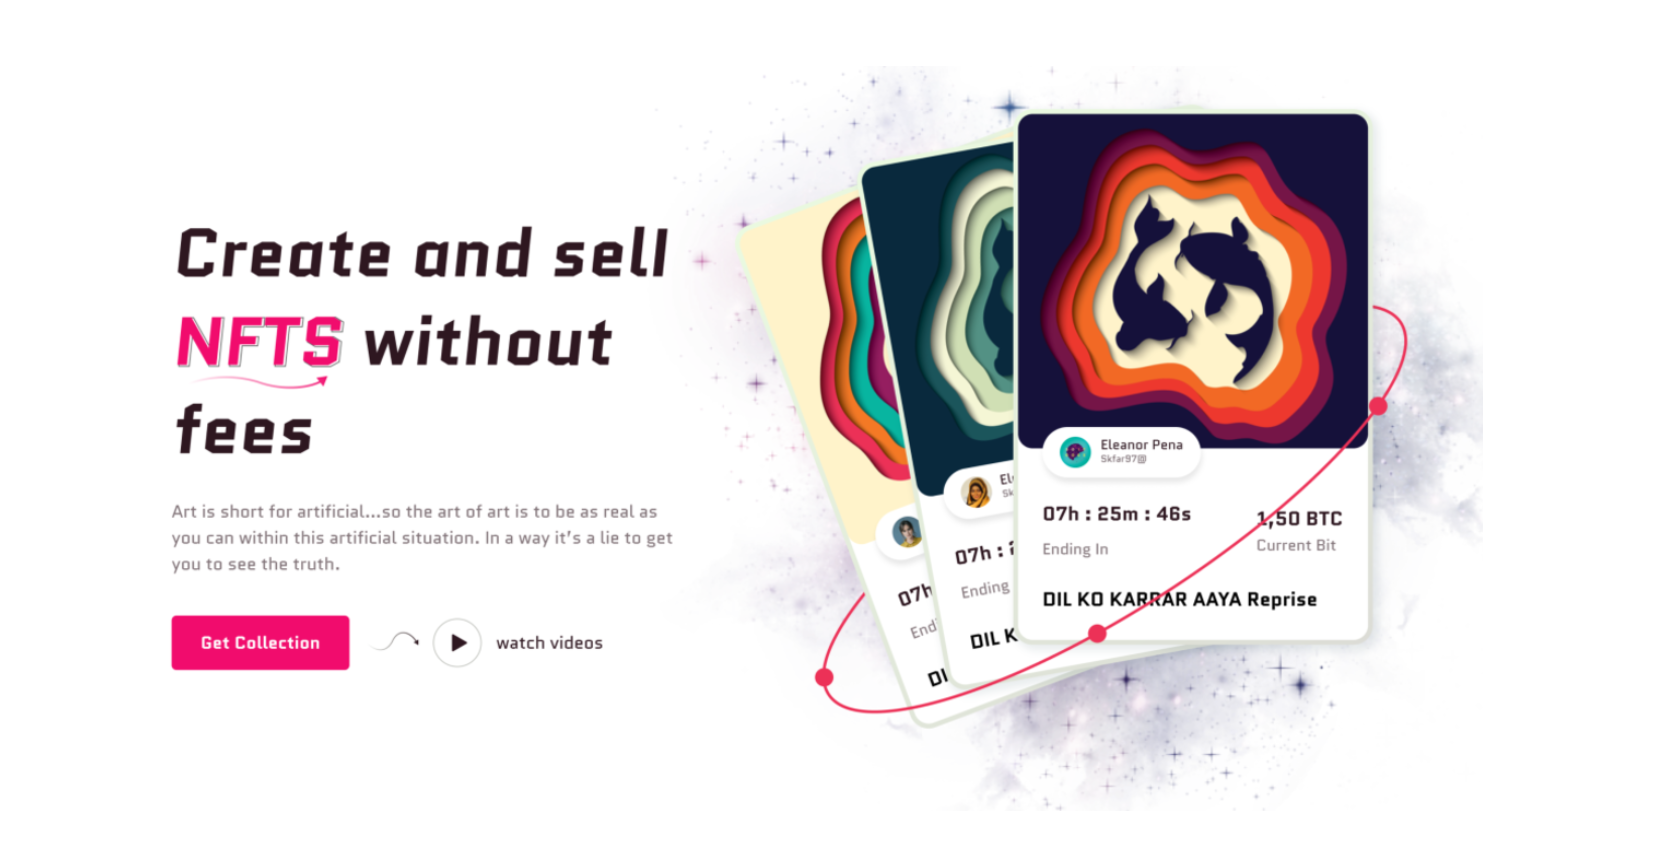 Create and sell
NFTS without
fees
Art is short for artificial...so the art of art is to be as real as
you can within this artificial situation. In a way it's a lie to get
you to see the truth.
Get Collection
watch videos
Eleanor Pena
Skfar97@
07h : 25m : 46s
1,50 BTC
Ending In
Current Bit
DIL KO KARRAR AAYA Reprise
El
Sk
07h :
Ending
DIL K
07h
Endi
DI